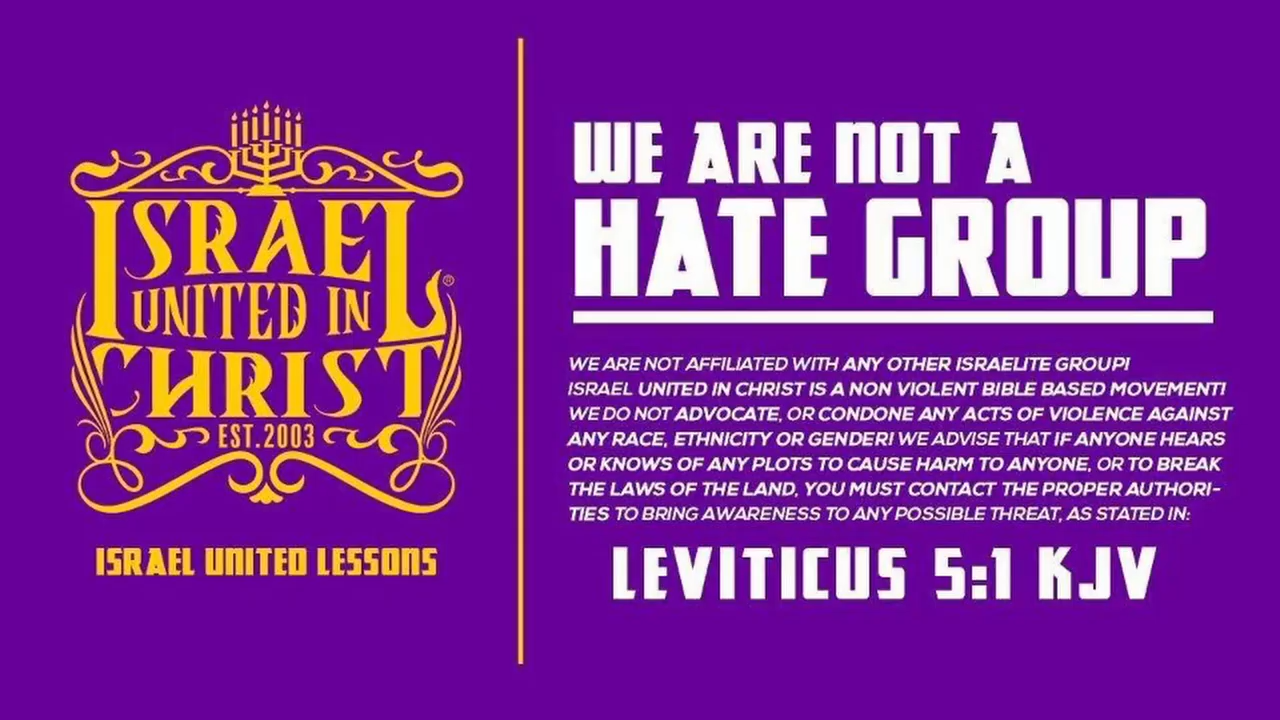 ISRAEL
UNITED IN
CHRIST
EST.2003
ISRAEL UNITED LESSONS
WE ARE NOT A
HATE GROUP
WE ARE NOT AFFILIATED WITH ANY OTHER ISRAELITE GROUP!
ISRAEL UNITED IN CHRIST IS A NON VIOLENT BIBLE BASED MOVEMENT!
WE DO NOT ADVOCATE, OR CONDONE ANY ACTS OF VIOLENCE AGAINST
ANY RACE, ETHNICITY OR GENDER! WE ADVISE THAT IF ANYONE HEARS
OR KNOWS OF ANY PLOTS TO CAUSE HARM TO ANYONE, OR TO BREAK
THE LAWS OF THE LAND, YOU MUST CONTACT THE PROPER AUTHORI-
TIES TO BRING AWARENESS TO ANY POSSIBLE THREAT, AS STATED IN:
LEVITICUS 5:1 KJV